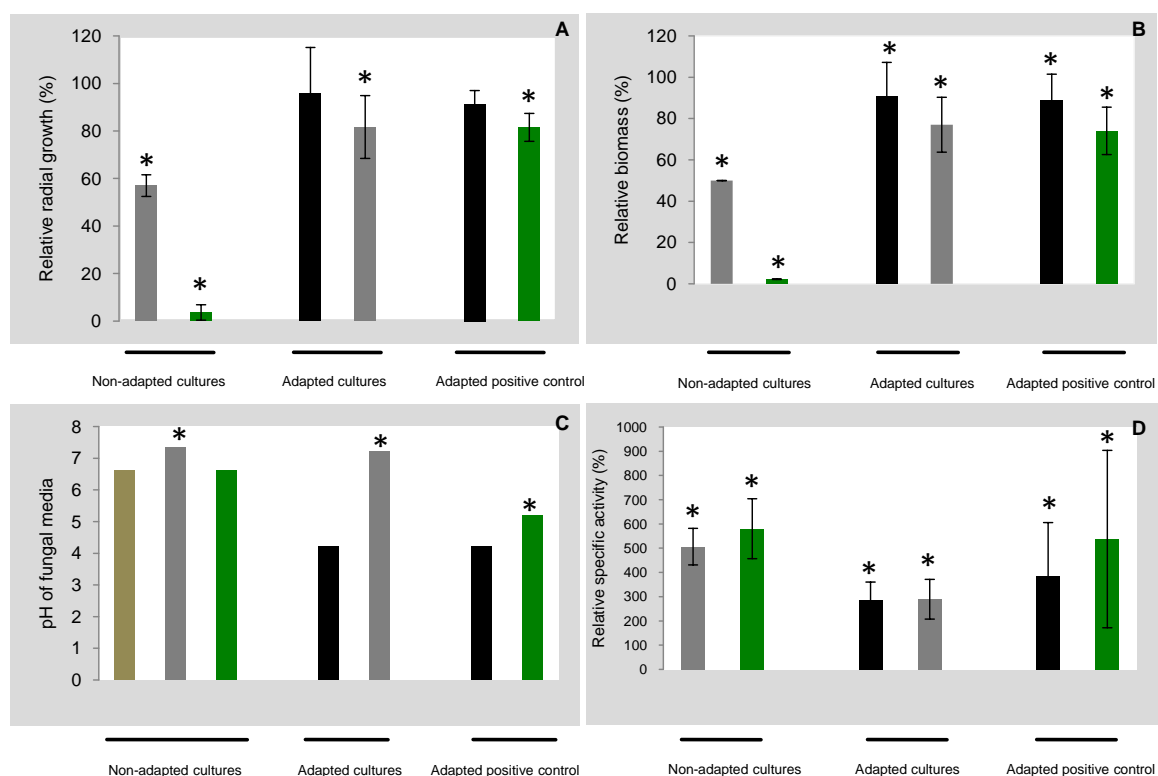 A
Relative radial growth (%)
120
100
80
60
40
20
0
*
*
*
*
Non-adapted cultures
Adapted cultures
Adapted positive control
B
Relative biomass (%)
120
100
80
60
40
20
0
*
*
*
*
*
*
Non-adapted cultures
Adapted cultures
Adapted positive control
C
pH of fungal media
8
7
6
5
4
3
2
1
0
*
*
*
Non-adapted cultures
Adapted cultures
Adapted positive control
D
Relative specific activity (%)
1000
900
800
700
600
500
400
300
200
100
0
*
*
*
*
*
*
Non-adapted cultures
Adapted cultures
Adapted positive control